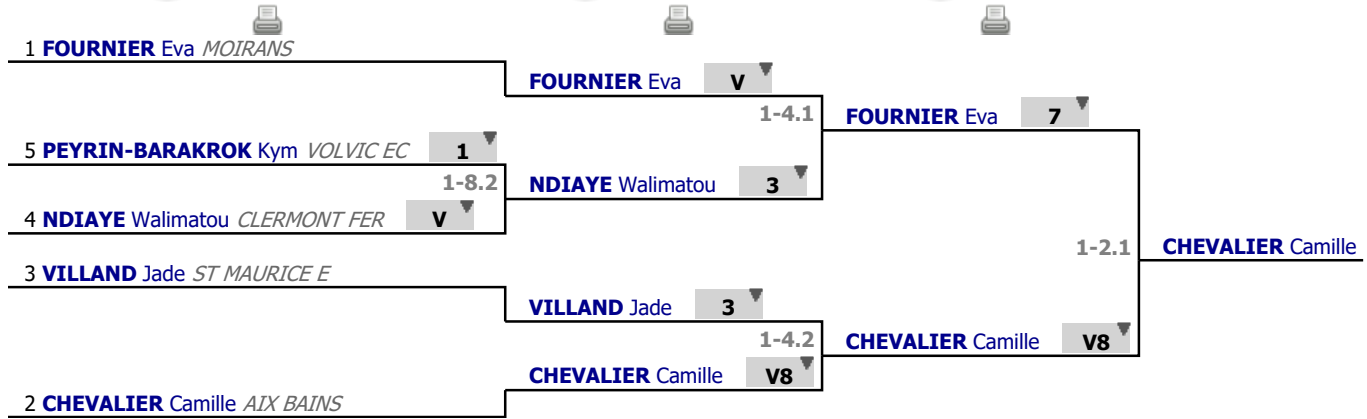 1 FOURNIER Eva MOIRANS
FOURNIER Eva V
1-4.1
FOURNIER Eva 7
5 PEYRIN-BARAKROK Kym VOLVIC EC 1
1-8.2
NDIAYE Walimatou 3
4 NDIAYE Walimatou CLERMONT FER V
1-2.1
CHEVALIER Camille
3 VILLAND Jade ST MAURICE E
VILLAND Jade 3
1-4.2
CHEVALIER Camille V8
CHEVALIER Camille V8
2 CHEVALIER Camille AIX BAINS